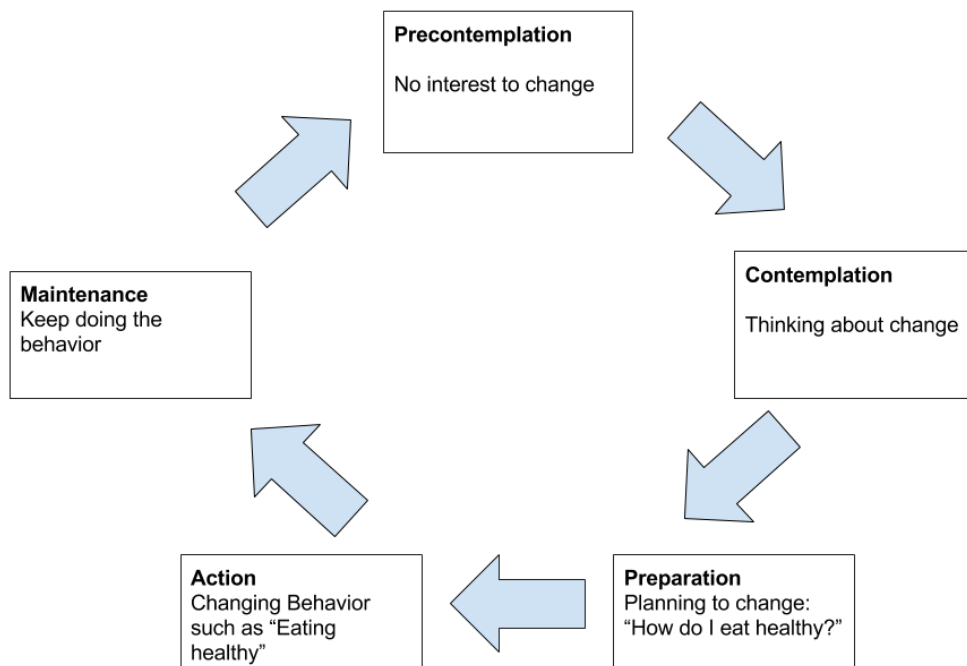 Precontemplation
No interest to change
Contemplation
Thinking about change
Preparation
Planning to change:
“How do I eat healthy?”
Action
Changing Behavior
such as “Eating
healthy”
Maintenance
Keep doing the
behavior